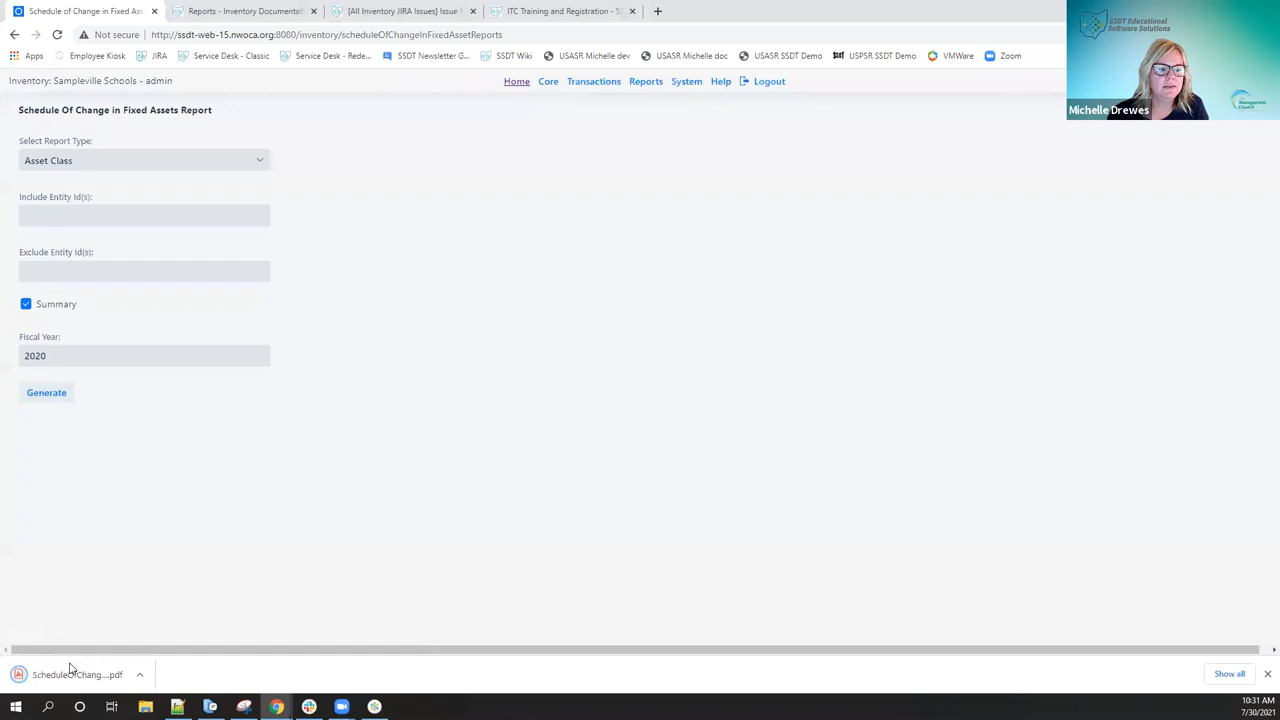 Schedule of Change in Fixed Ass
Reports - Inventory Documentati
[All Inventory JIRA Issues] Issue N
ITC Training and Registration - SS
Not secure | http://ssdt-web-15.nwoca.org:8080/inventory/scheduleOfChangeInFixedAssetReports
Apps Employee Kiosk JIRA Service Desk - Classic Service Desk - Rede... SSDT Newsletter G... SSDT Wiki USASR Michelle dev USASR Michelle doc USASR SSDT Demo USPSR SSDT Demo VMWare Zoom
Inventory: Sampleville Schools - admin
Home Core Transactions Reports System Help Logout
SSDT Educational
Software Solutions
Management
Council
Michelle Drewes
Schedule Of Change in Fixed Assets Report
Select Report Type:
Asset Class
Include Entity Id(s):
Exclude Entity Id(s):
Summary
Fiscal Year:
2020
Generate
ScheduleOfChang....pdf
Show all
10:31 AM
7/30/2021